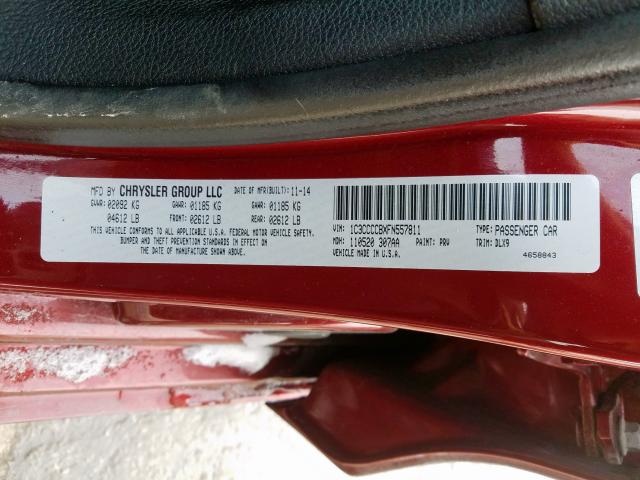 MFD BY CHRYSLER GROUP LLC DATE OF MFR(BUILT): 11-14
GVWR: 02092 KG GAWR: 01185 KG GAWR: 01185 KG
04612 LB FRONT: 02612 LB REAR: 02612 LB
THIS VEHICLE CONFORMS TO ALL APPLICABLE U.S.A. FEDERAL MOTOR VEHICLE SAFETY,
BUMPER AND THEFT PREVENTION STANDARDS IN EFFECT ON
THE DATE OF MANUFACTURE SHOWN ABOVE.
VIN: 1C3CCCCBXFN557811 TYPE: PASSENGER CAR
MDH: 110520 307AA PAINT: PRV TRIM: DLX9
VEHICLE MADE IN U.S.A. 4658843